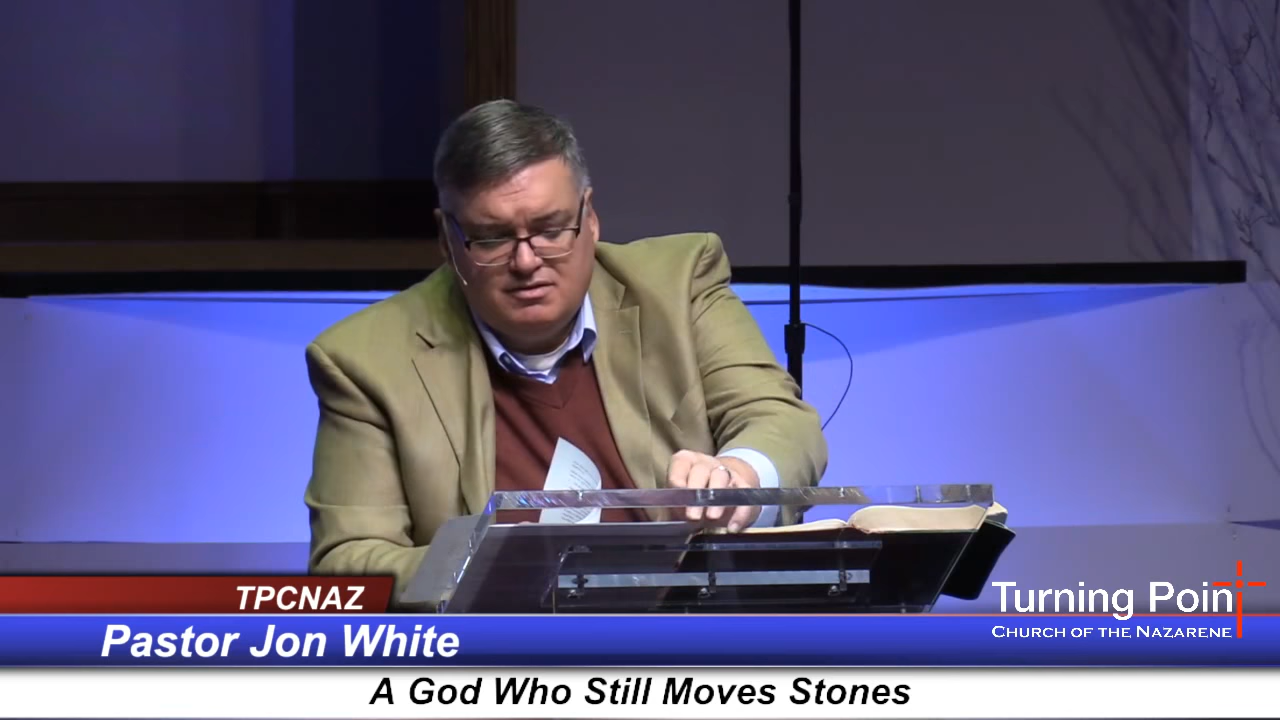 TPCNAZ
Pastor Jon White
Turning Poin
CHURCH OF THE NAZARENE
A God Who Still Moves Stones